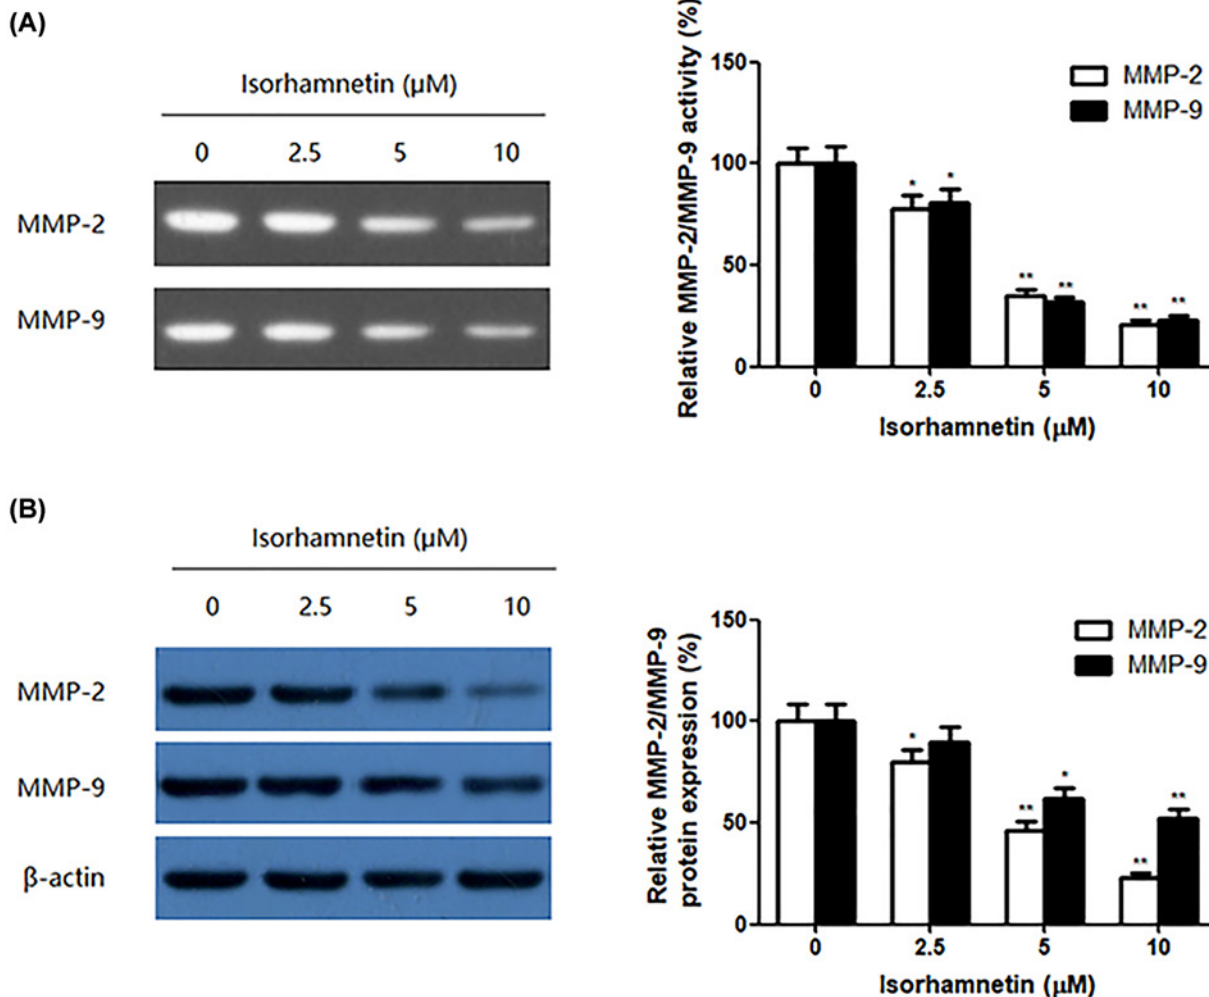 (A)
Isorhamnetin (µM)
0 2.5 5 10
MMP-2
MMP-9
Relative MMP-2/MMP-9 activity (%)
150
100
50
0
MMP-2
MMP-9
* *
** **
** **
0 2.5 5 10
Isorhamnetin (µM)
(B)
Isorhamnetin (µM)
0 2.5 5 10
MMP-2
MMP-9
β-actin
Relative MMP-2/MMP-9
protein expression (%)
150
100
50
0
MMP-2
MMP-9
*
** *
** **
0 2.5 5 10
Isorhamnetin (µM)